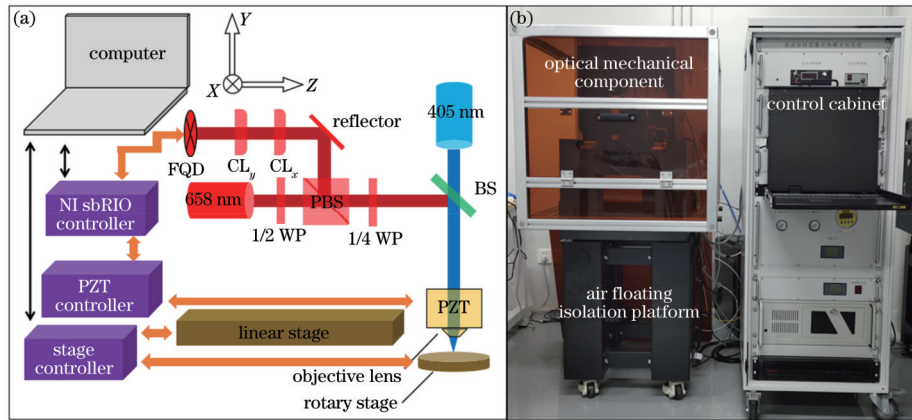 (a)
computer
Y
X
Z
405 nm
reflector
FQD
CLy
CLx
BS
658 nm
PBS
1/2 WP
1/4 WP
NI sbRIO
controller
PZT
controller
PZT
linear stage
stage
controller
objective lens
rotary stage
(b)
optical mechanical
component
control cabinet
air floating
isolation platform